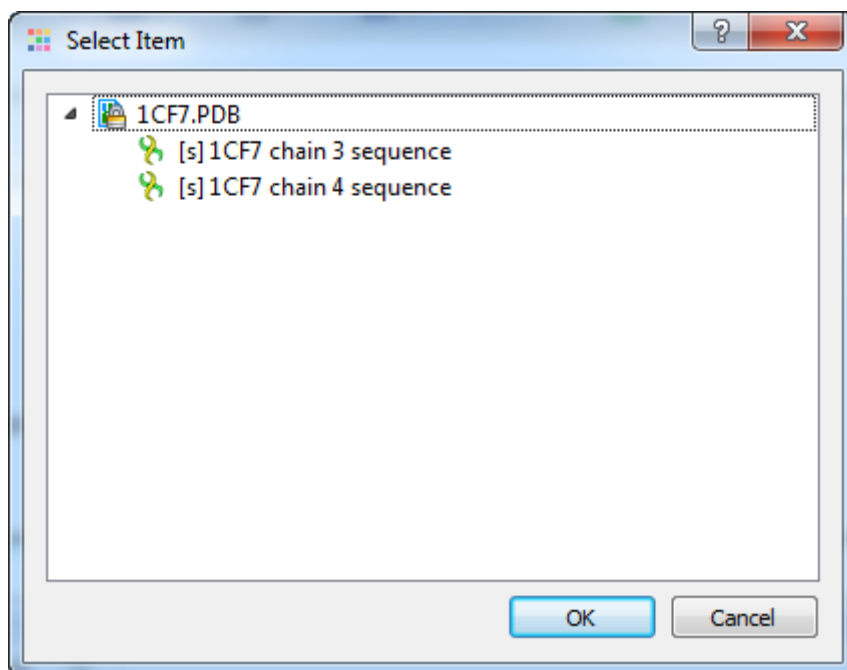 Select Item
1CF7.PDB
[s] 1CF7 chain 3 sequence
[s] 1CF7 chain 4 sequence
OK
Cancel